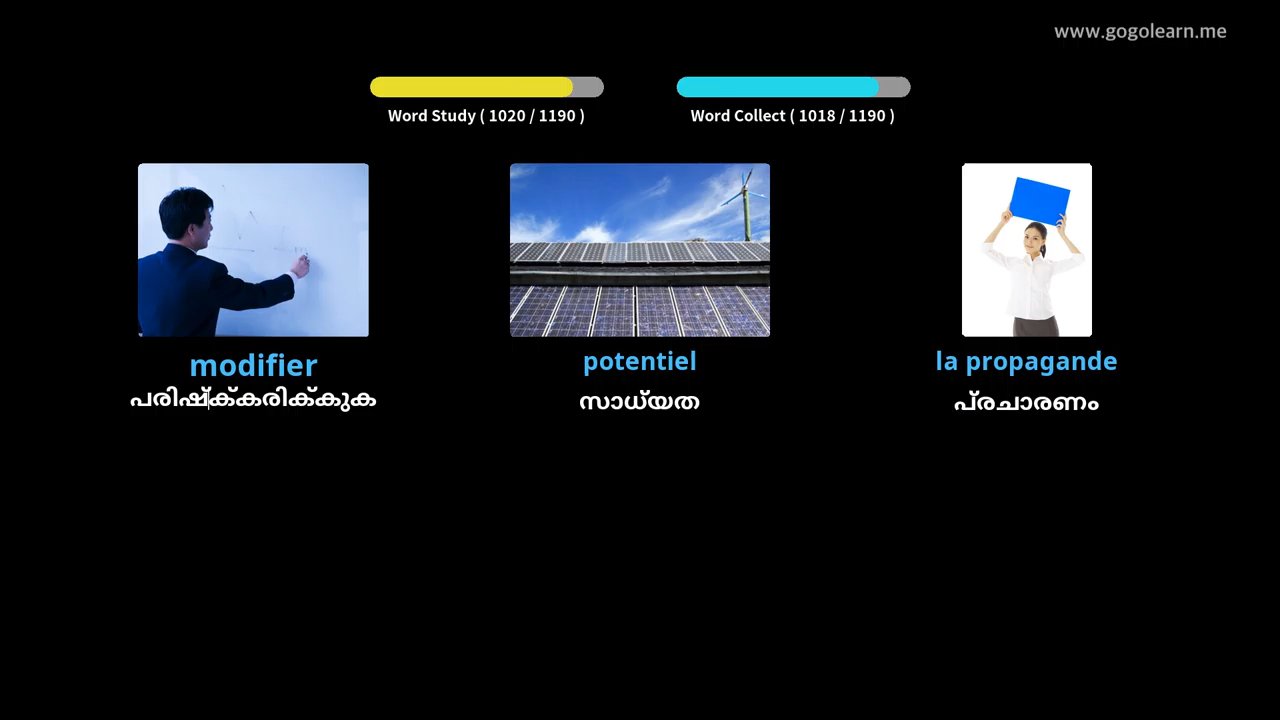 www.gogolearn.me
Word Study ( 1020 / 1190 )
Word Collect ( 1018 / 1190 )
modifier
പരിഷ്ക്കരിക്കുക
potentiel
സാധ്യത
la propagande
പ്രചാരണം